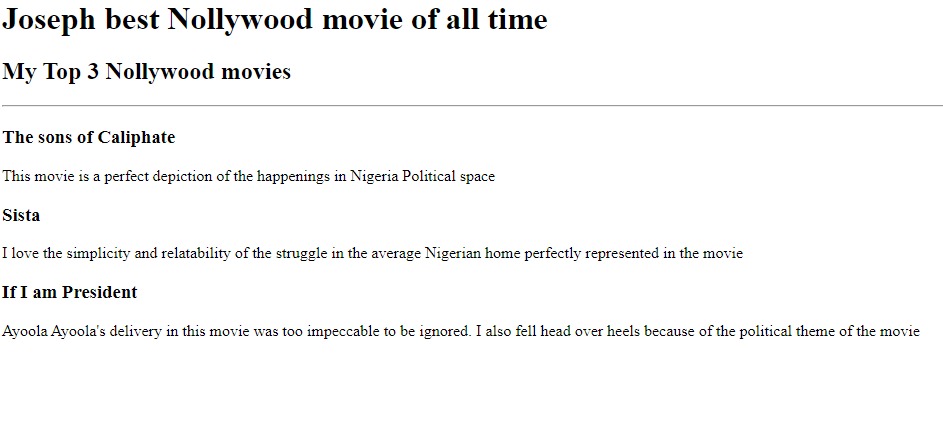 Joseph best Nollywood movie of all time
My Top 3 Nollywood movies
The sons of Caliphate
This movie is a perfect depiction of the happenings in Nigeria Political space
Sista
I love the simplicity and relatability of the struggle in the average Nigerian home perfectly represented in the movie
If I am President
Ayoola Ayoola's delivery in this movie was too impeccable to be ignored. I also fell head over heels because of the political theme of the movie